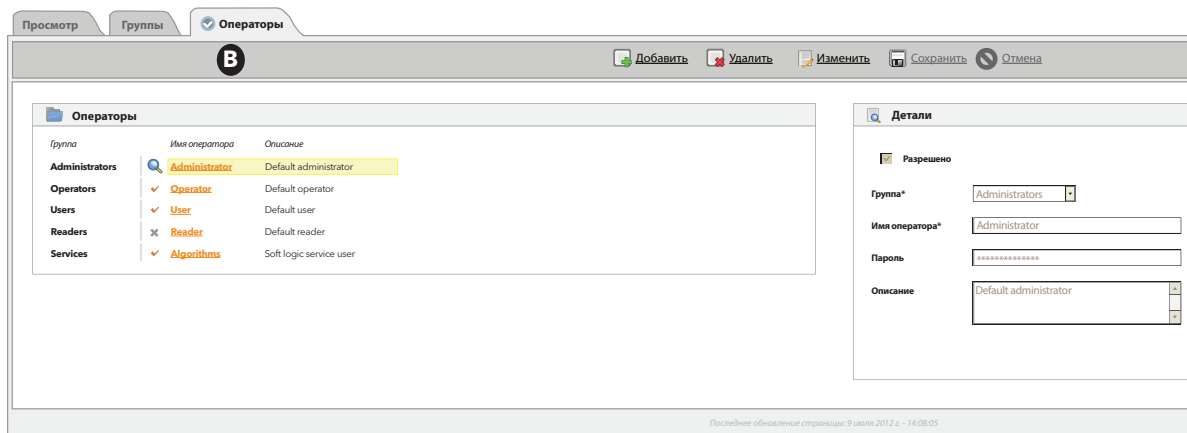 Просмотр Группы Операторы
B Добавить Удалить Изменить Сохранить Отмена
Операторы
Группа Имя оператора Описание
Administrators Administrator Default administrator
Operators Operator Default operator
Users User Default user
Readers Reader Default reader
Services Algorithms Soft logic service user
Детали
Разрешено
Группа* Administrators
Имя оператора* Administrator
Пароль **************
Описание Default administrator
Последнее обновление страницы: 9 июля 2012 г. - 14:08:05